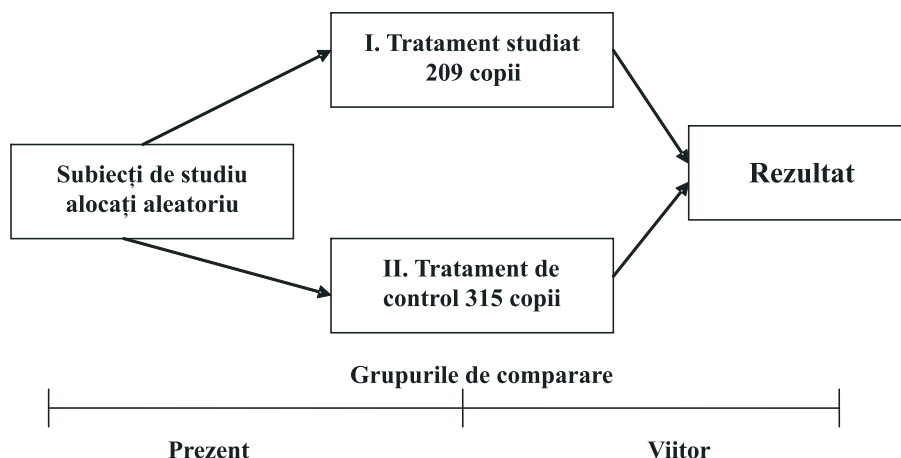 I. Tratament studiat
209 copii
Subiecți de studiu
alocați aleatoriu
Rezultat
II. Tratament de
control 315 copii
Grupurile de comparare
Prezent
Viitor